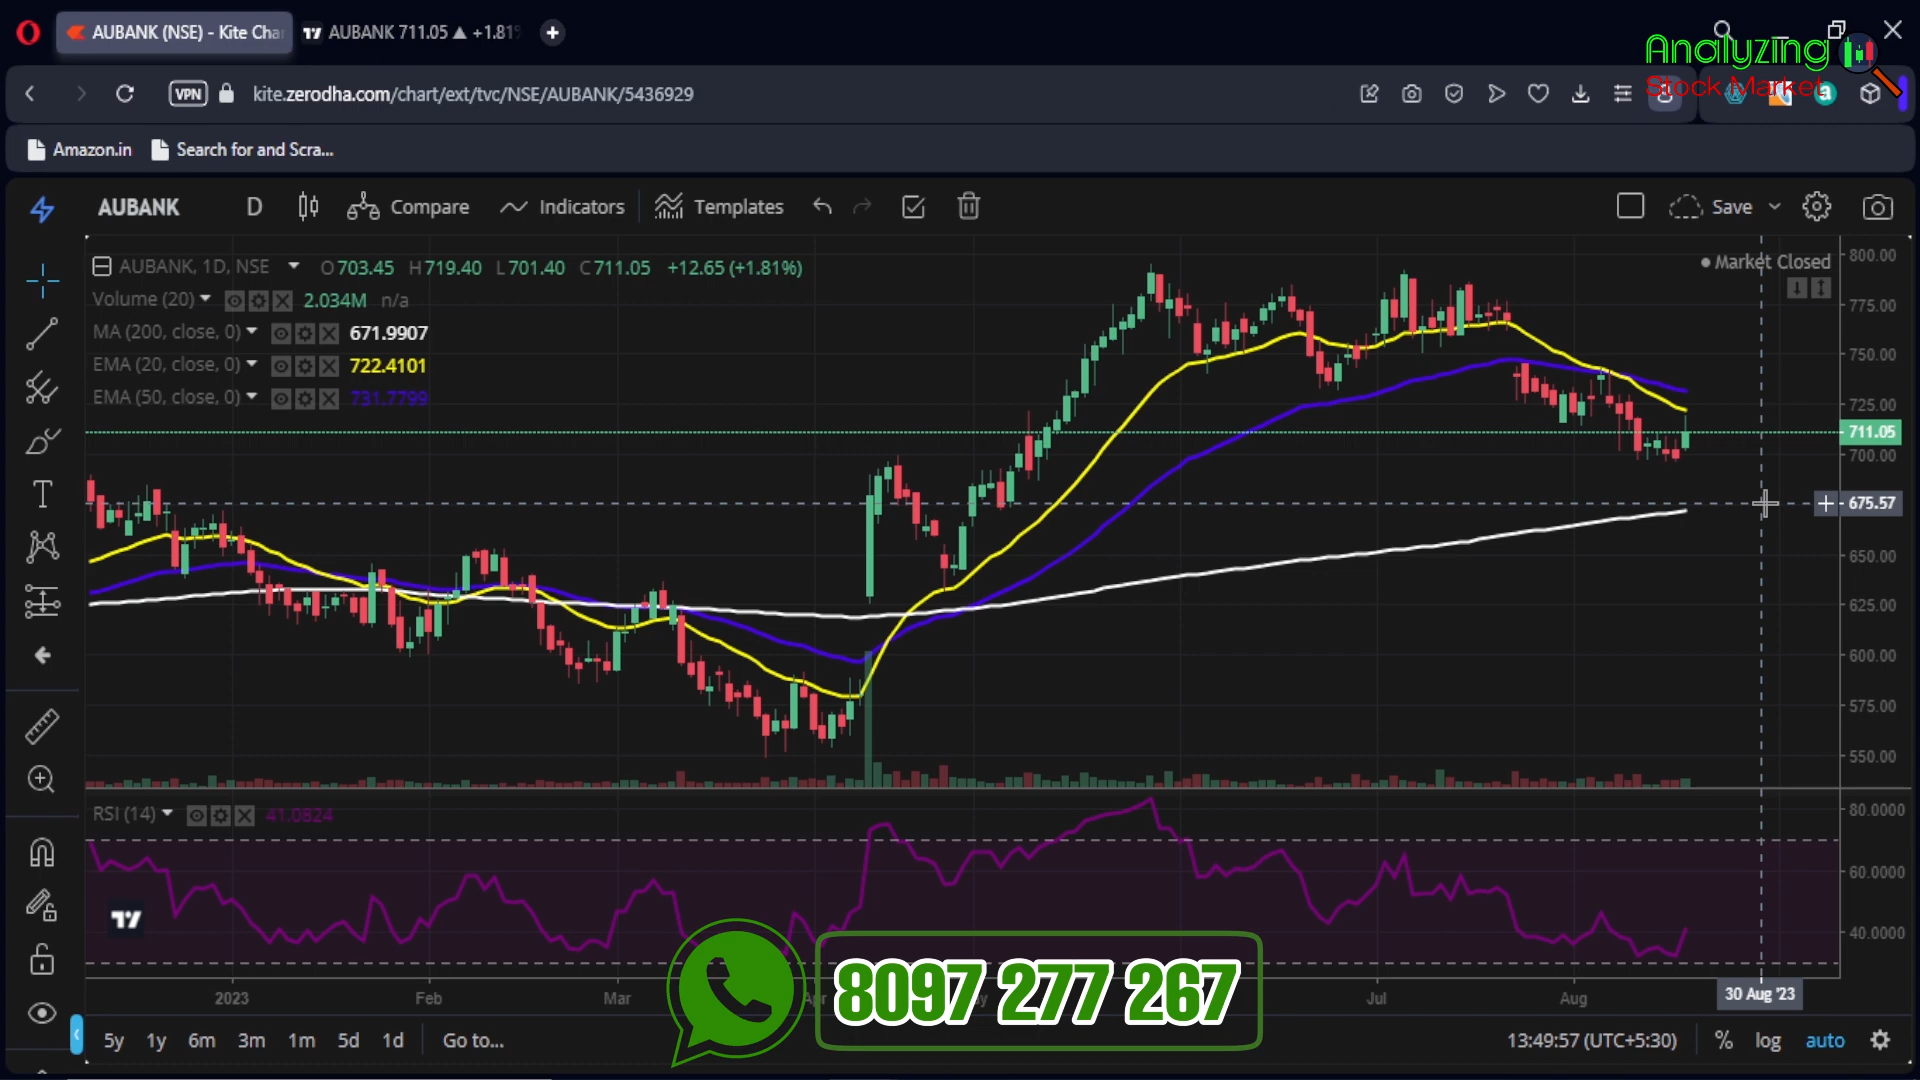 AUBANK (NSE) - Kite Cha
AUBANK 711.05 ▲ +1.81%
Analyzing
Stock Market
VPN
kite.zerodha.com/chart/ext/tvc/NSE/AUBANK/5436929
Amazon.in
Search for and Scra...
AUBANK
D
Compare
Indicators
Templates
Save
AUBANK, 1D, NSE
O703.45 H719.40 L701.40 C711.05 +12.65 (+1.81%)
Market Closed
Volume (20)
2.034M n/a
MA (200, close, 0)
671.9907
EMA (20, close, 0)
722.4101
EMA (50, close, 0)
731.7799
800.00
775.00
750.00
725.00
711.05
700.00
675.57
650.00
625.00
600.00
575.00
550.00
RSI (14)
41.0824
80.0000
60.0000
40.0000
8097 277 267
2023
Feb
Mar
Jul
Aug
30 Aug '23
5y
1y
6m
3m
1m
5d
1d
Go to...
13:49:57 (UTC+5:30)
%
log
auto